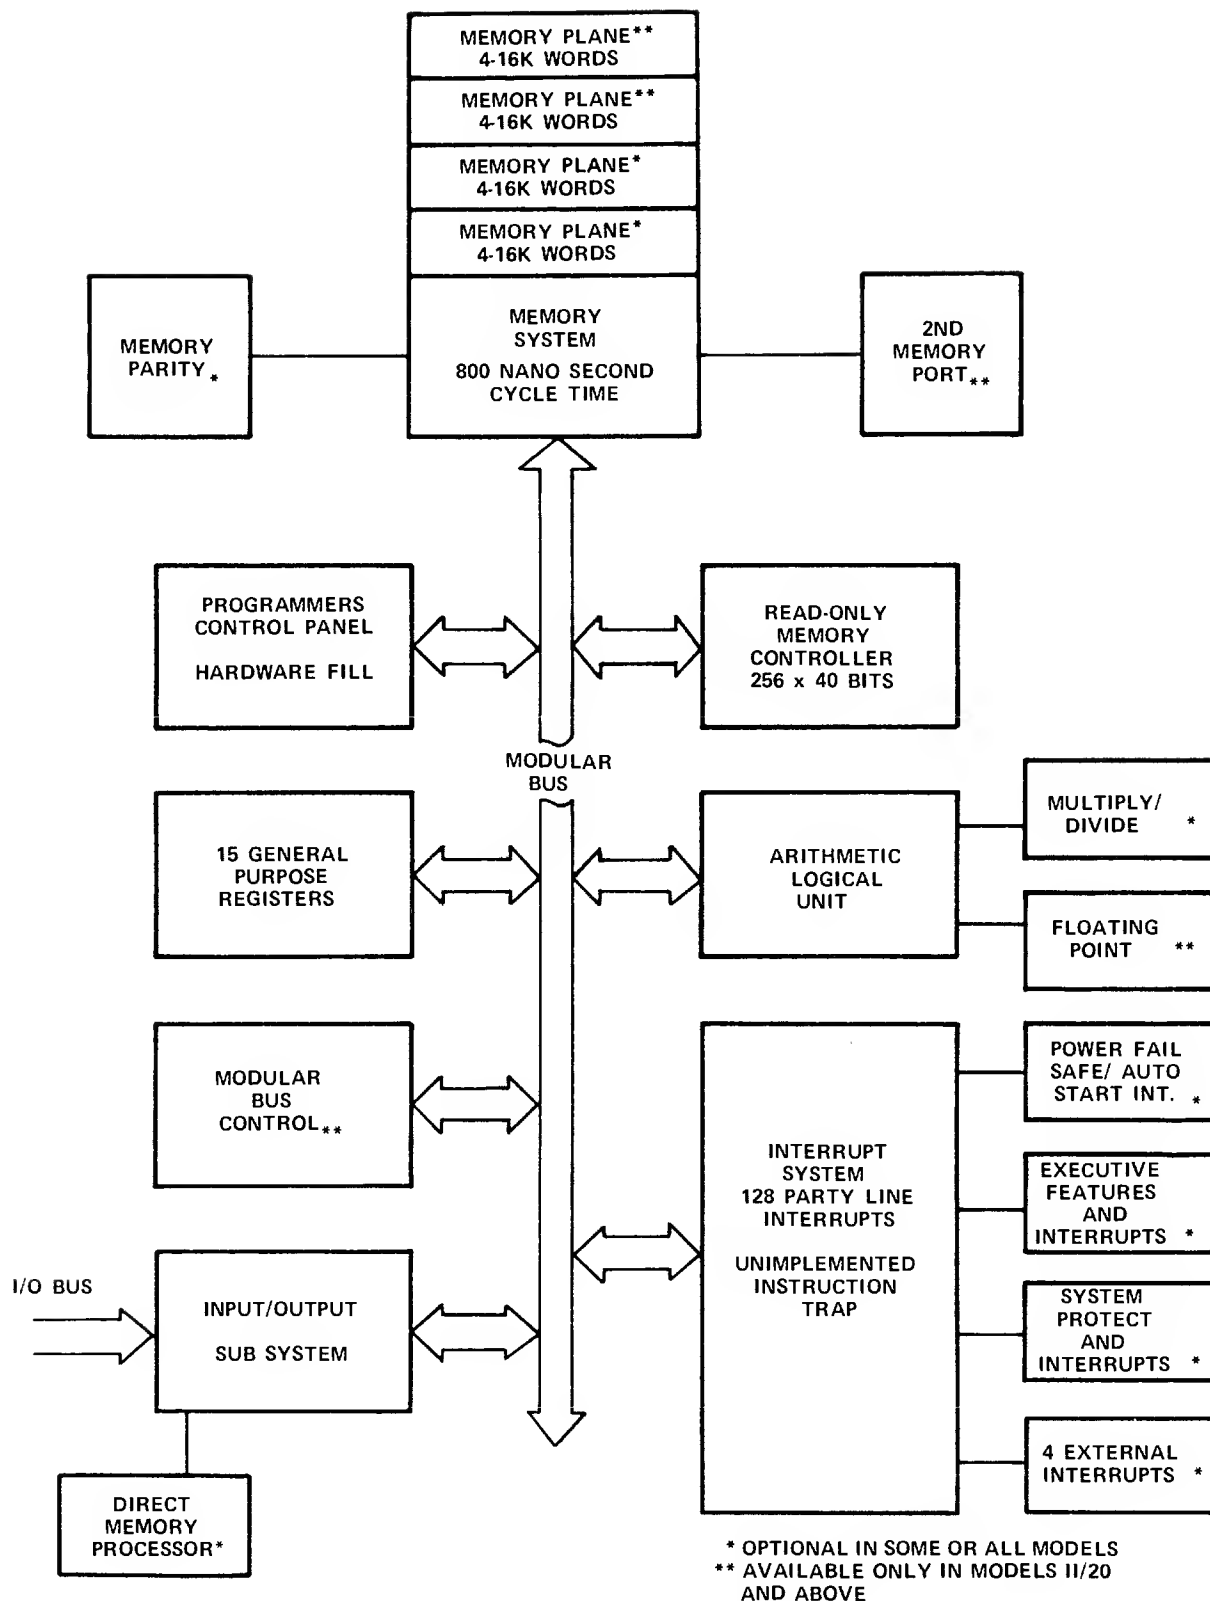 MEMORY PLANE**
4-16K WORDS
MEMORY PLANE**
4-16K WORDS
MEMORY PLANE*
4-16K WORDS
MEMORY PLANE*
4-16K WORDS
MEMORY
SYSTEM
800 NANO SECOND
CYCLE TIME
MEMORY
PARITY*
2ND
MEMORY
PORT**
PROGRAMMERS
CONTROL PANEL
HARDWARE FILL
READ-ONLY
MEMORY
CONTROLLER
256 x 40 BITS
MODULAR
BUS
15 GENERAL
PURPOSE
REGISTERS
ARITHMETIC
LOGICAL
UNIT
MULTIPLY/
DIVIDE *
FLOATING
POINT **
MODULAR
BUS
CONTROL**
INTERRUPT
SYSTEM
128 PARTY LINE
INTERRUPTS
UNIMPLEMENTED
INSTRUCTION
TRAP
POWER FAIL
SAFE/ AUTO
START INT. *
EXECUTIVE
FEATURES
AND
INTERRUPTS *
SYSTEM
PROTECT
AND
INTERRUPTS *
4 EXTERNAL
INTERRUPTS *
I/O BUS
INPUT/OUTPUT
SUB SYSTEM
DIRECT
MEMORY
PROCESSOR*
* OPTIONAL IN SOME OR ALL MODELS
** AVAILABLE ONLY IN MODELS II/20
AND ABOVE